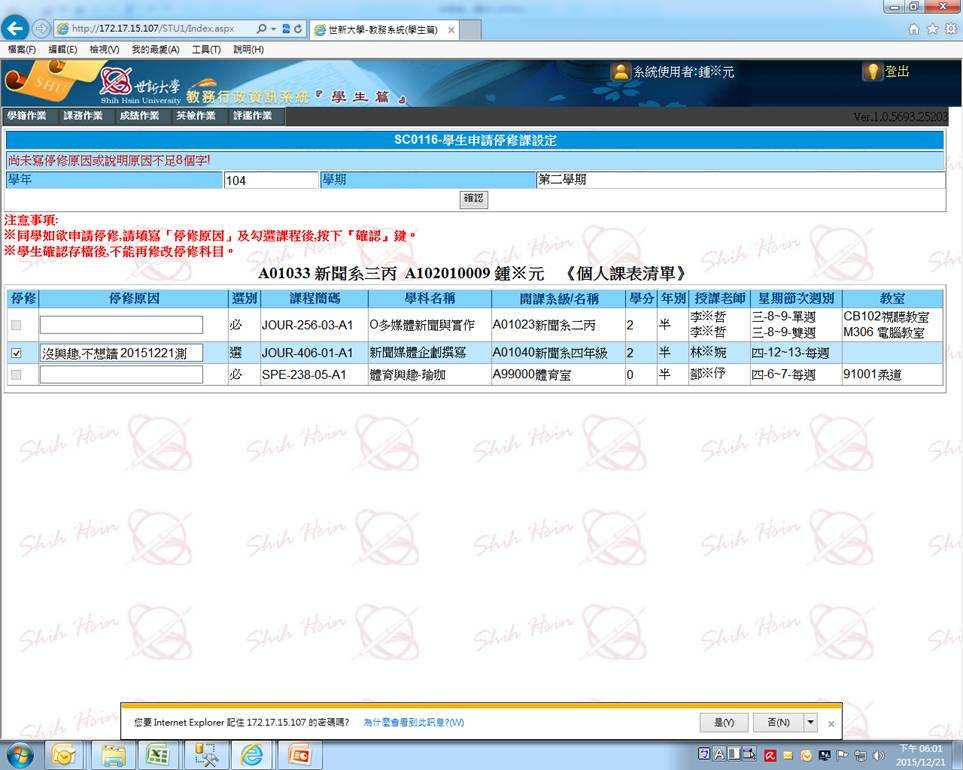 http://172.17.15.107/STU1/Index.aspx
世新大學-教務系統(學生篇)
檔案(F) 編輯(E) 檢視(V) 我的最愛(A) 工具(T) 說明(H)
SHU 世新大學 Shih Hsin University 教務行政資訊系統『學生篇』 系統使用者:鍾※元 登出
學籍作業 課務作業 成績作業 英檢作業 評鑑作業 Ver.1.0.5693.25203
SC0116-學生申請停修課設定
尚未寫停修原因或說明原因不足8個字!
學年 104 學期 第二學期
確認
注意事項:
※同學如欲申請停修,請填寫「停修原因」及勾選課程後,按下『確認』鍵。
※學生確認存檔後,不能再修改停修科目。
A01033 新聞系三丙 A102010009 鍾※元 《個人課表清單》
停修 停修原因 選別 課程簡碼 學科名稱 開課系級/名稱 學分 年別 授課老師 星期節次週別 教室
必 JOUR-256-03-A1 O多媒體新聞與實作 A01023新聞系二丙 2 半 李※哲 三-8~9-單週 CB102視聽教室
李※哲 三-8~9-雙週 M306 電腦教室
沒興趣,不想讀 20151221測 選 JOUR-406-01-A1 新聞媒體企劃撰寫 A01040新聞系四年級 2 半 林※婉 四-12~13-每週
必 SPE-238-05-A1 體育興趣-瑜珈 A99000體育室 0 半 鄒※伃 四-6~7-每週 91001柔道
Shih Hsin
您要 Internet Explorer 記住 172.17.15.107 的密碼嗎? 為什麼會看到此訊息?(W) 是(Y) 否(N)
下午 06:01
2015/12/21